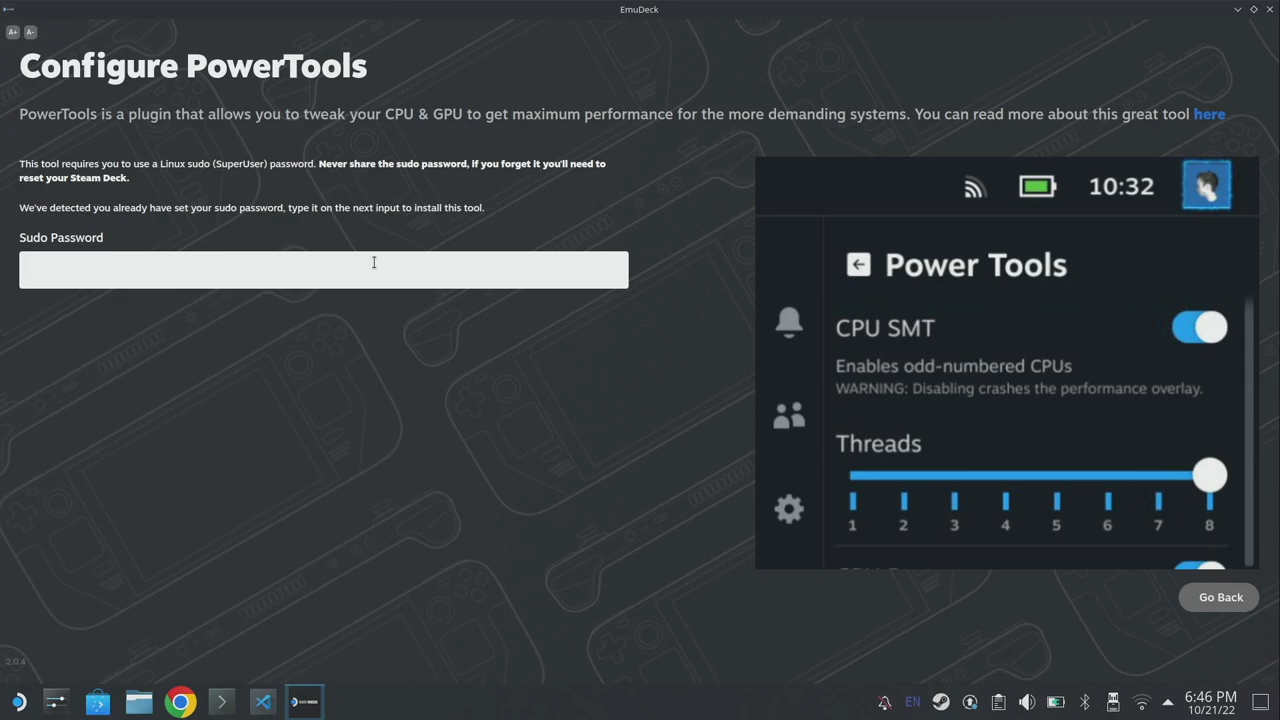 EmuDeck
A+ A-
Configure PowerTools
PowerTools is a plugin that allows you to tweak your CPU & GPU to get maximum performance for the more demanding systems. You can read more about this great tool here
This tool requires you to use a Linux sudo (SuperUser) password. Never share the sudo password, if you forget it you'll need to
reset your Steam Deck.
We've detected you already have set your sudo password, type it on the next input to install this tool.
Sudo Password
10:32
Power Tools
CPU SMT
Enables odd-numbered CPUs
WARNING: Disabling crashes the performance overlay.
Threads
1 2 3 4 5 6 7 8
Go Back
2.0.4
EN
6:46 PM
10/21/22